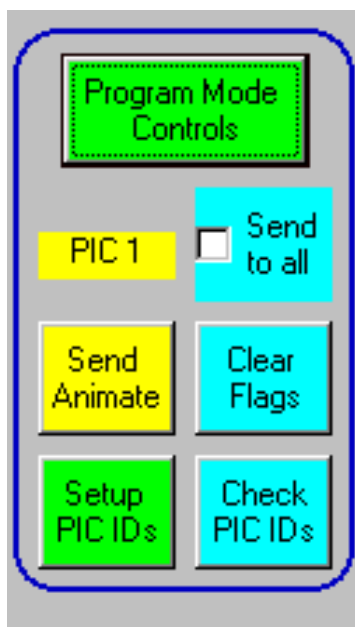 Program Mode
Controls
PIC 1
Send
to all
Send
Animate
Clear
Flags
Setup
PIC IDs
Check
PIC IDs